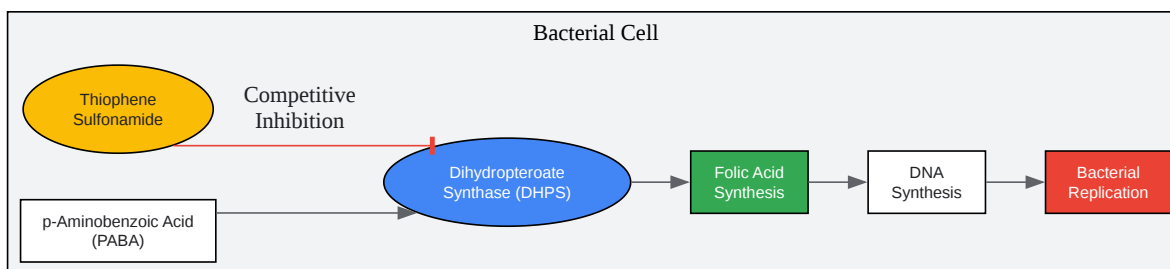 Bacterial Cell
Thiophene
Sulfonamide
Competitive
Inhibition
Dihydropteroate
Synthase (DHPS)
Folic Acid
Synthesis
DNA
Synthesis
Bacterial
Replication
p-Aminobenzoic Acid
(PABA)